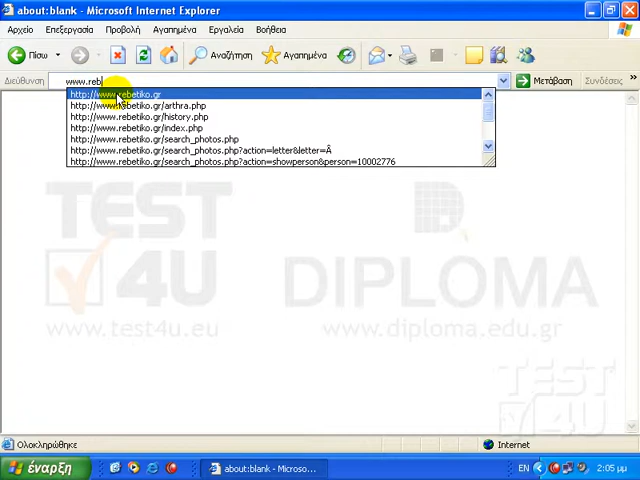 about:blank - Microsoft Internet Explorer
Αρχείο Επεξεργασία Προβολή Αγαπημένα Εργαλεία Βοήθεια
Πίσω Αναζήτηση Αγαπημένα
Διεύθυνση www.reb Μετάβαση Συνδέσεις »
http://www.rebetiko.gr
http://www.rebetiko.gr/arthra.php
http://www.rebetiko.gr/history.php
http://www.rebetiko.gr/index.php
http://www.rebetiko.gr/search_photos.php
http://www.rebetiko.gr/search_photos.php?action=letter&letter=Â
http://www.rebetiko.gr/search_photos.php?action=showperson&person=10002776
TEST 4U DIPLOMA
www.test4u.eu www.diploma.edu.gr
TEST 4U
Ολοκληρώθηκε Internet
έναρξη about:blank - Microso... EN 2:05 μμ